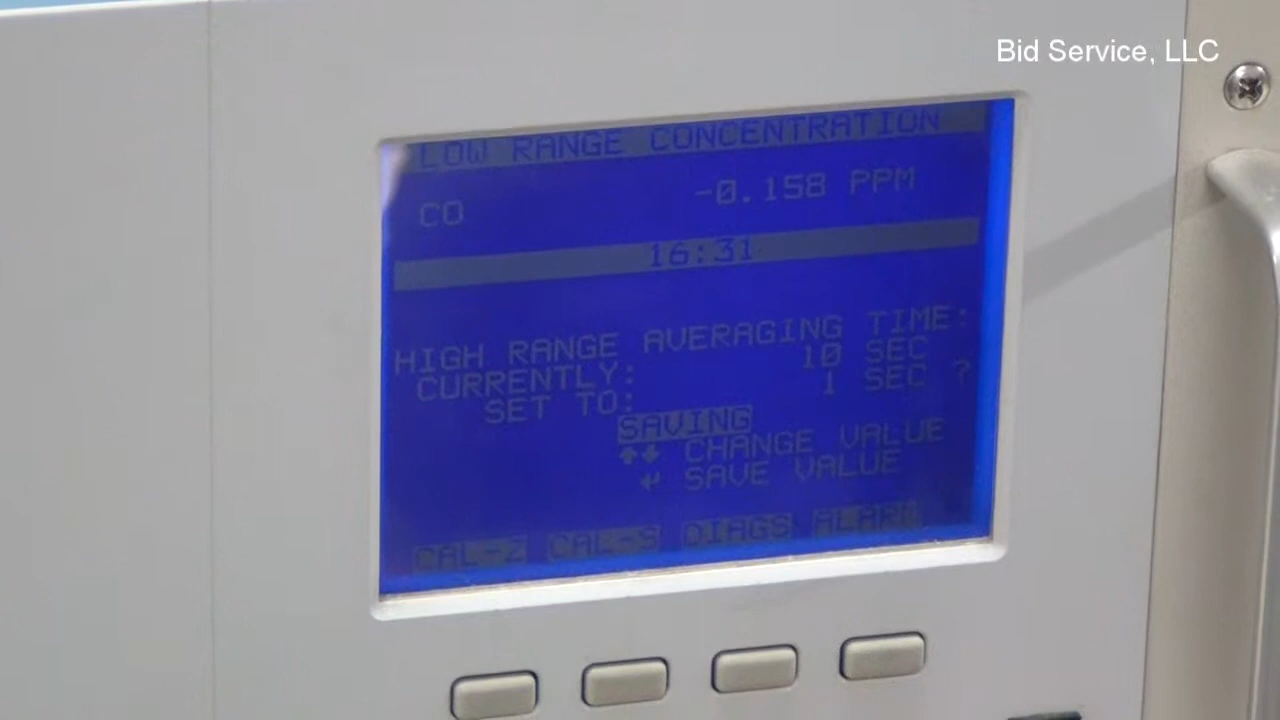 Bid Service, LLC
LOW RANGE CONCENTRATION
CO -0.158 PPM
16:31
HIGH RANGE AVERAGING TIME:
CURRENTLY: 10 SEC
SET TO: 1 SEC ?
SAVING
↑↓ CHANGE VALUE
↵ SAVE VALUE
CAL-Z CAL-S DIAGS ALARM